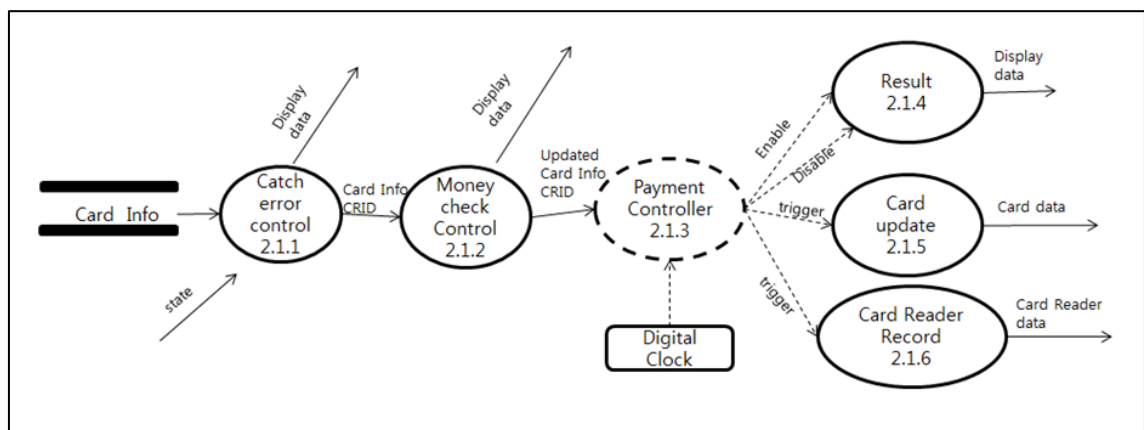 Card Info
state
Catch
error
control
2.1.1
Display
data
Card Info
CRID
Money
check
Control
2.1.2
Display
data
Updated
Card Info
CRID
Payment
Controller
2.1.3
Digital
Clock
Enable
Disable
trigger
trigger
Result
2.1.4
Display
data
Card
update
2.1.5
Card data
Card Reader
Record
2.1.6
Card Reader
data